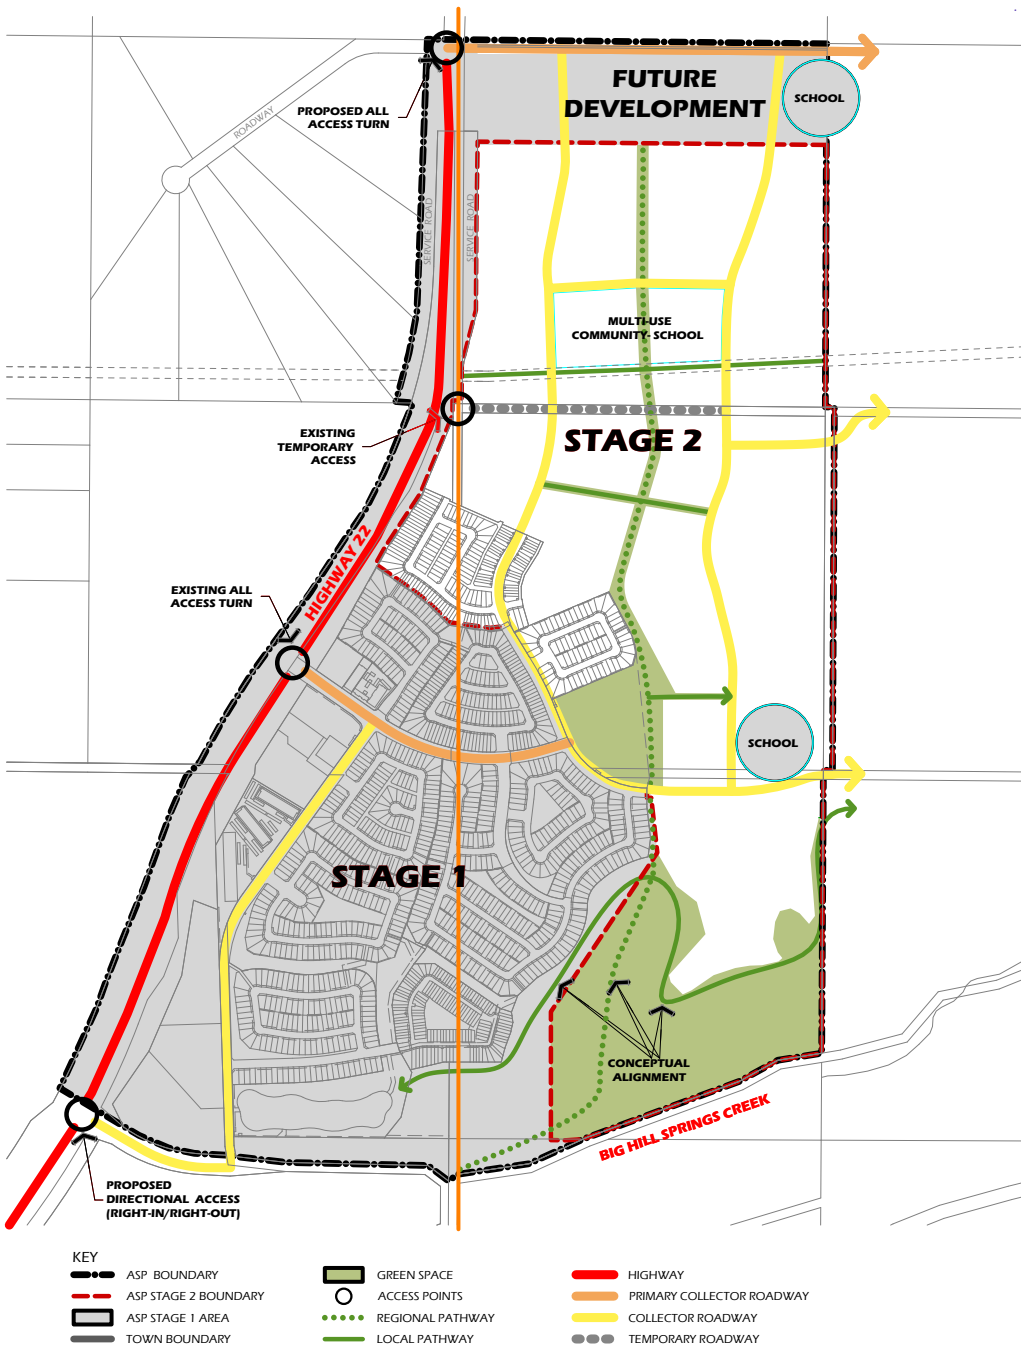 FUTURE
DEVELOPMENT
SCHOOL
PROPOSED ALL
ACCESS TURN
ROADWAY
SERVICE ROAD
SERVICE ROAD
MULTI-USE
COMMUNITY- SCHOOL
EXISTING
TEMPORARY
ACCESS
STAGE 2
HIGHWAY 22
EXISTING ALL
ACCESS TURN
SCHOOL
STAGE 1
CONCEPTUAL
ALIGNMENT
BIG HILL SPRINGS CREEK
PROPOSED
DIRECTIONAL ACCESS
(RIGHT-IN/RIGHT-OUT)
KEY
ASP BOUNDARY
ASP STAGE 2 BOUNDARY
ASP STAGE 1 AREA
TOWN BOUNDARY
GREEN SPACE
ACCESS POINTS
REGIONAL PATHWAY
LOCAL PATHWAY
HIGHWAY
PRIMARY COLLECTOR ROADWAY
COLLECTOR ROADWAY
TEMPORARY ROADWAY